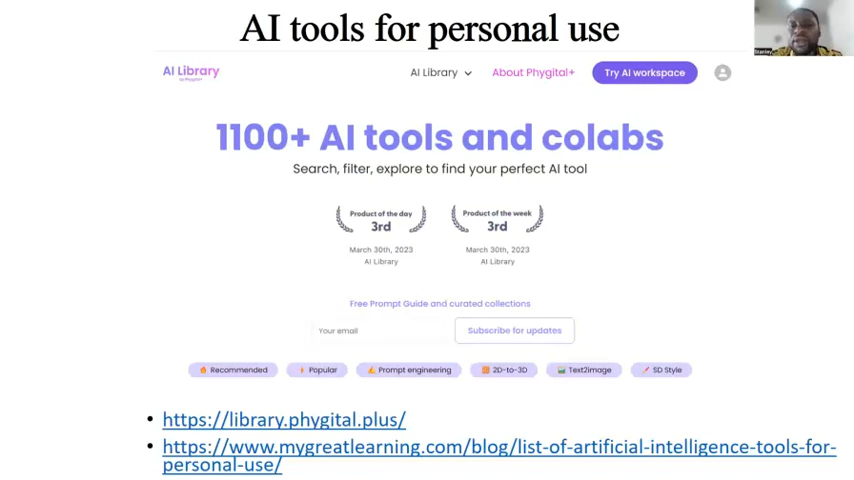 AI tools for personal use
Stanley
AI Library
by Phygital+
AI Library
About Phygital+
Try AI workspace
1100+ AI tools and colabs
Search, filter, explore to find your perfect AI tool
Product of the day
3rd
March 30th, 2023
AI Library
Product of the week
3rd
March 30th, 2023
AI Library
Free Prompt Guide and curated collections
Your email
Subscribe for updates
Recommended
Popular
Prompt engineering
2D-to-3D
Text2image
SD Style
• https://library.phygital.plus/
• https://www.mygreatlearning.com/blog/list-of-artificial-intelligence-tools-for-
personal-use/